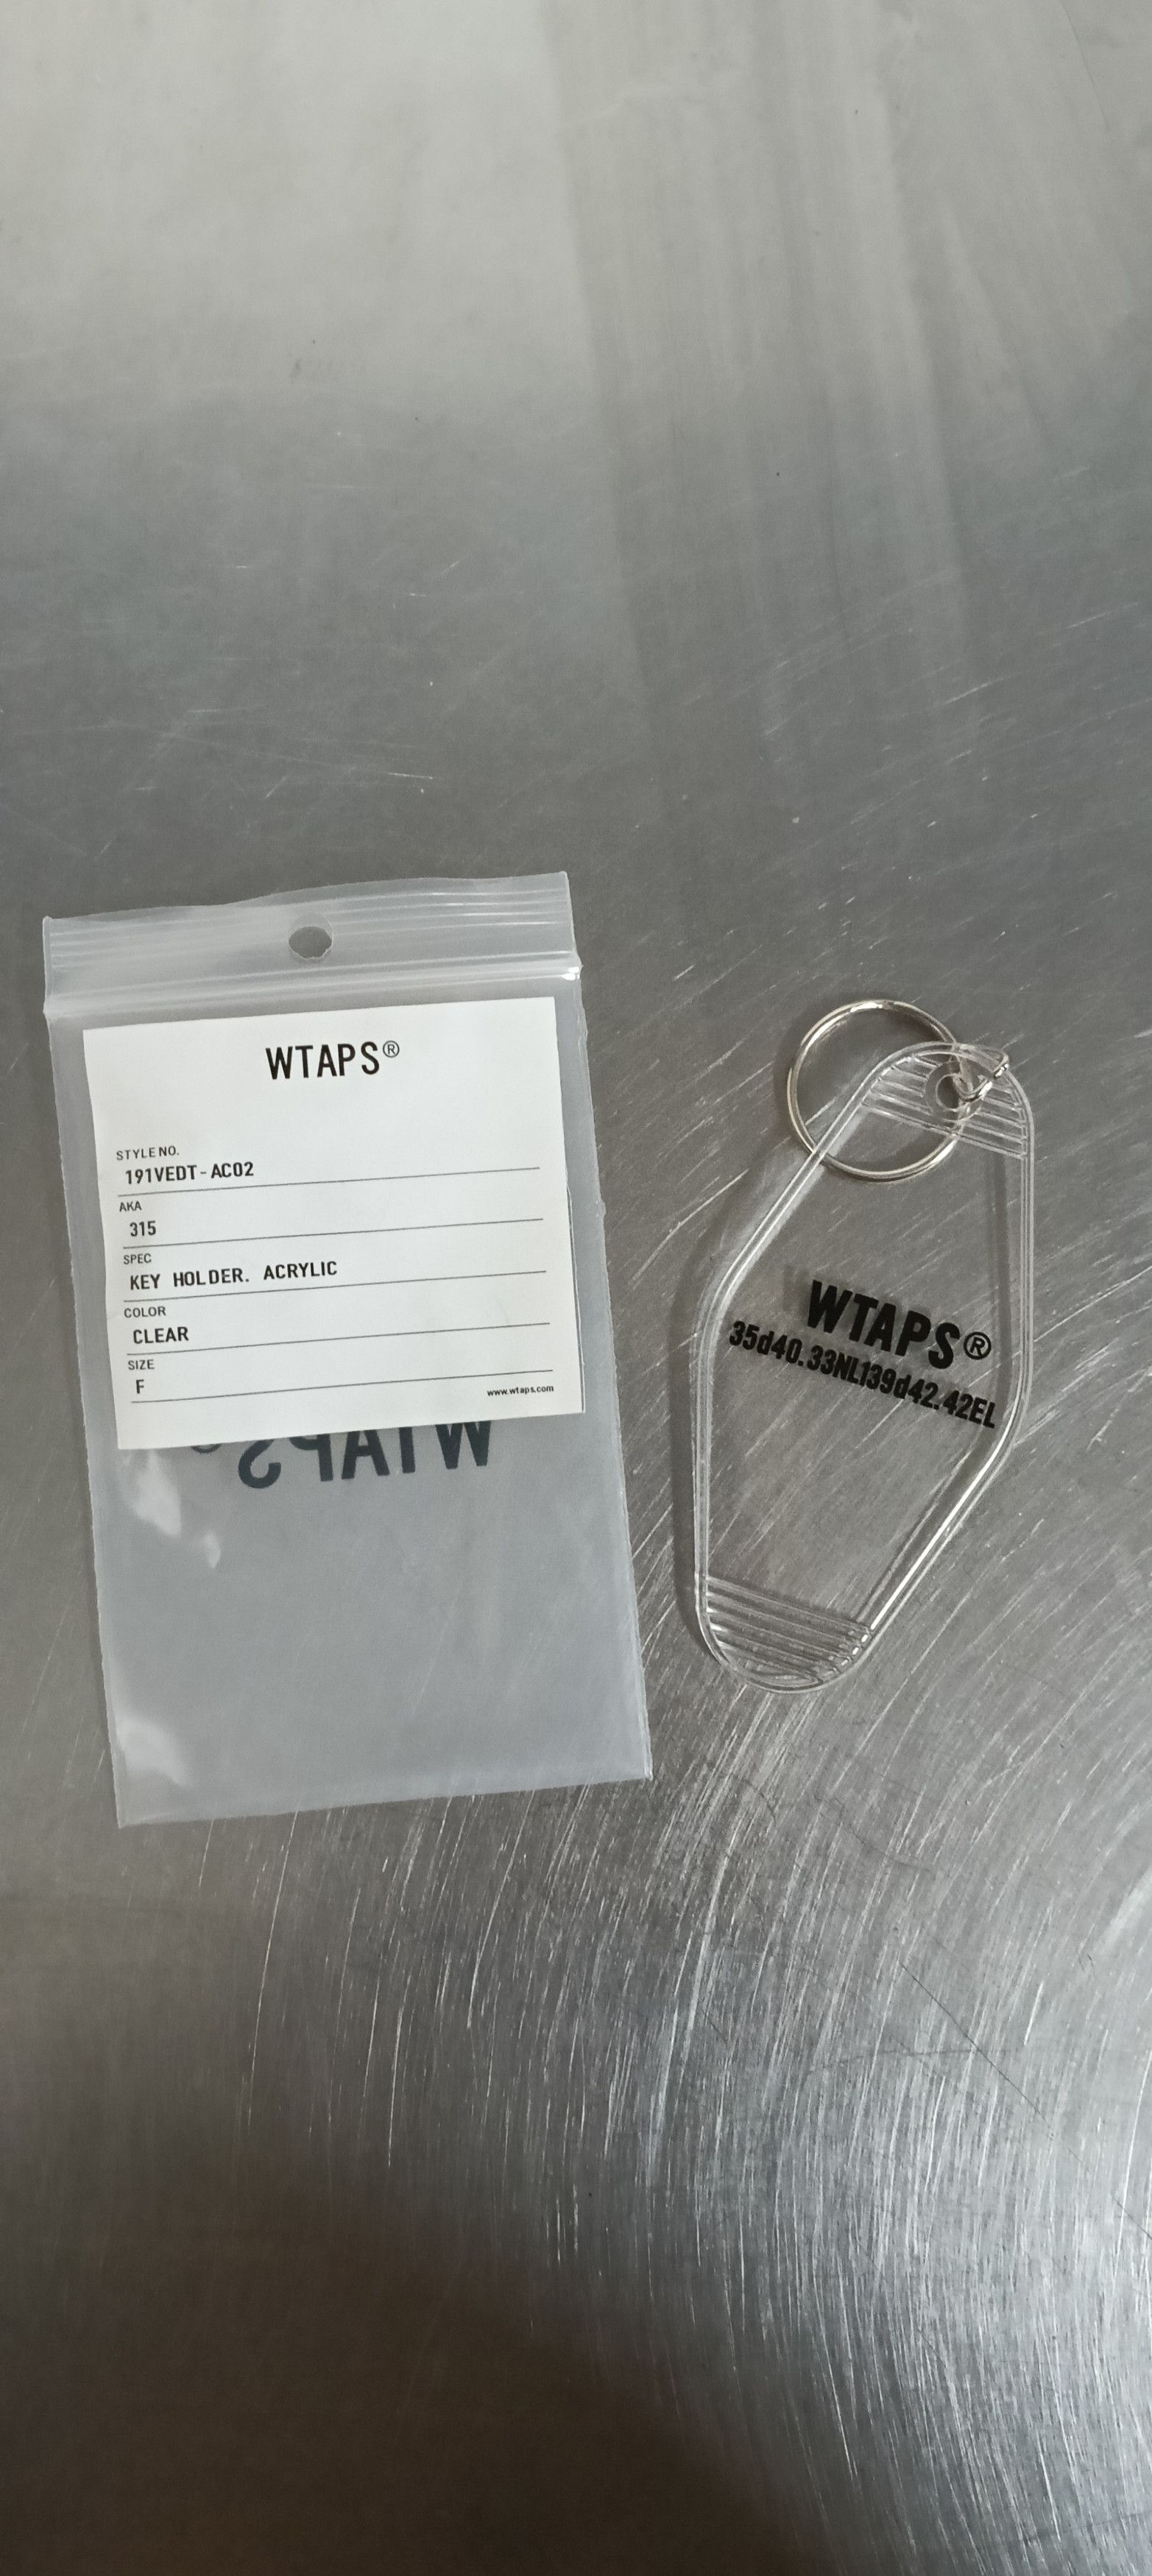 WTAPS®
STYLE NO.
191VEDT-AC02
AKA
315
SPEC
KEY HOLDER. ACRYLIC
COLOR
CLEAR
SIZE
F
www.wtaps.com
WTAPS
WTAPS®
35d40.33NL139d42.42EL